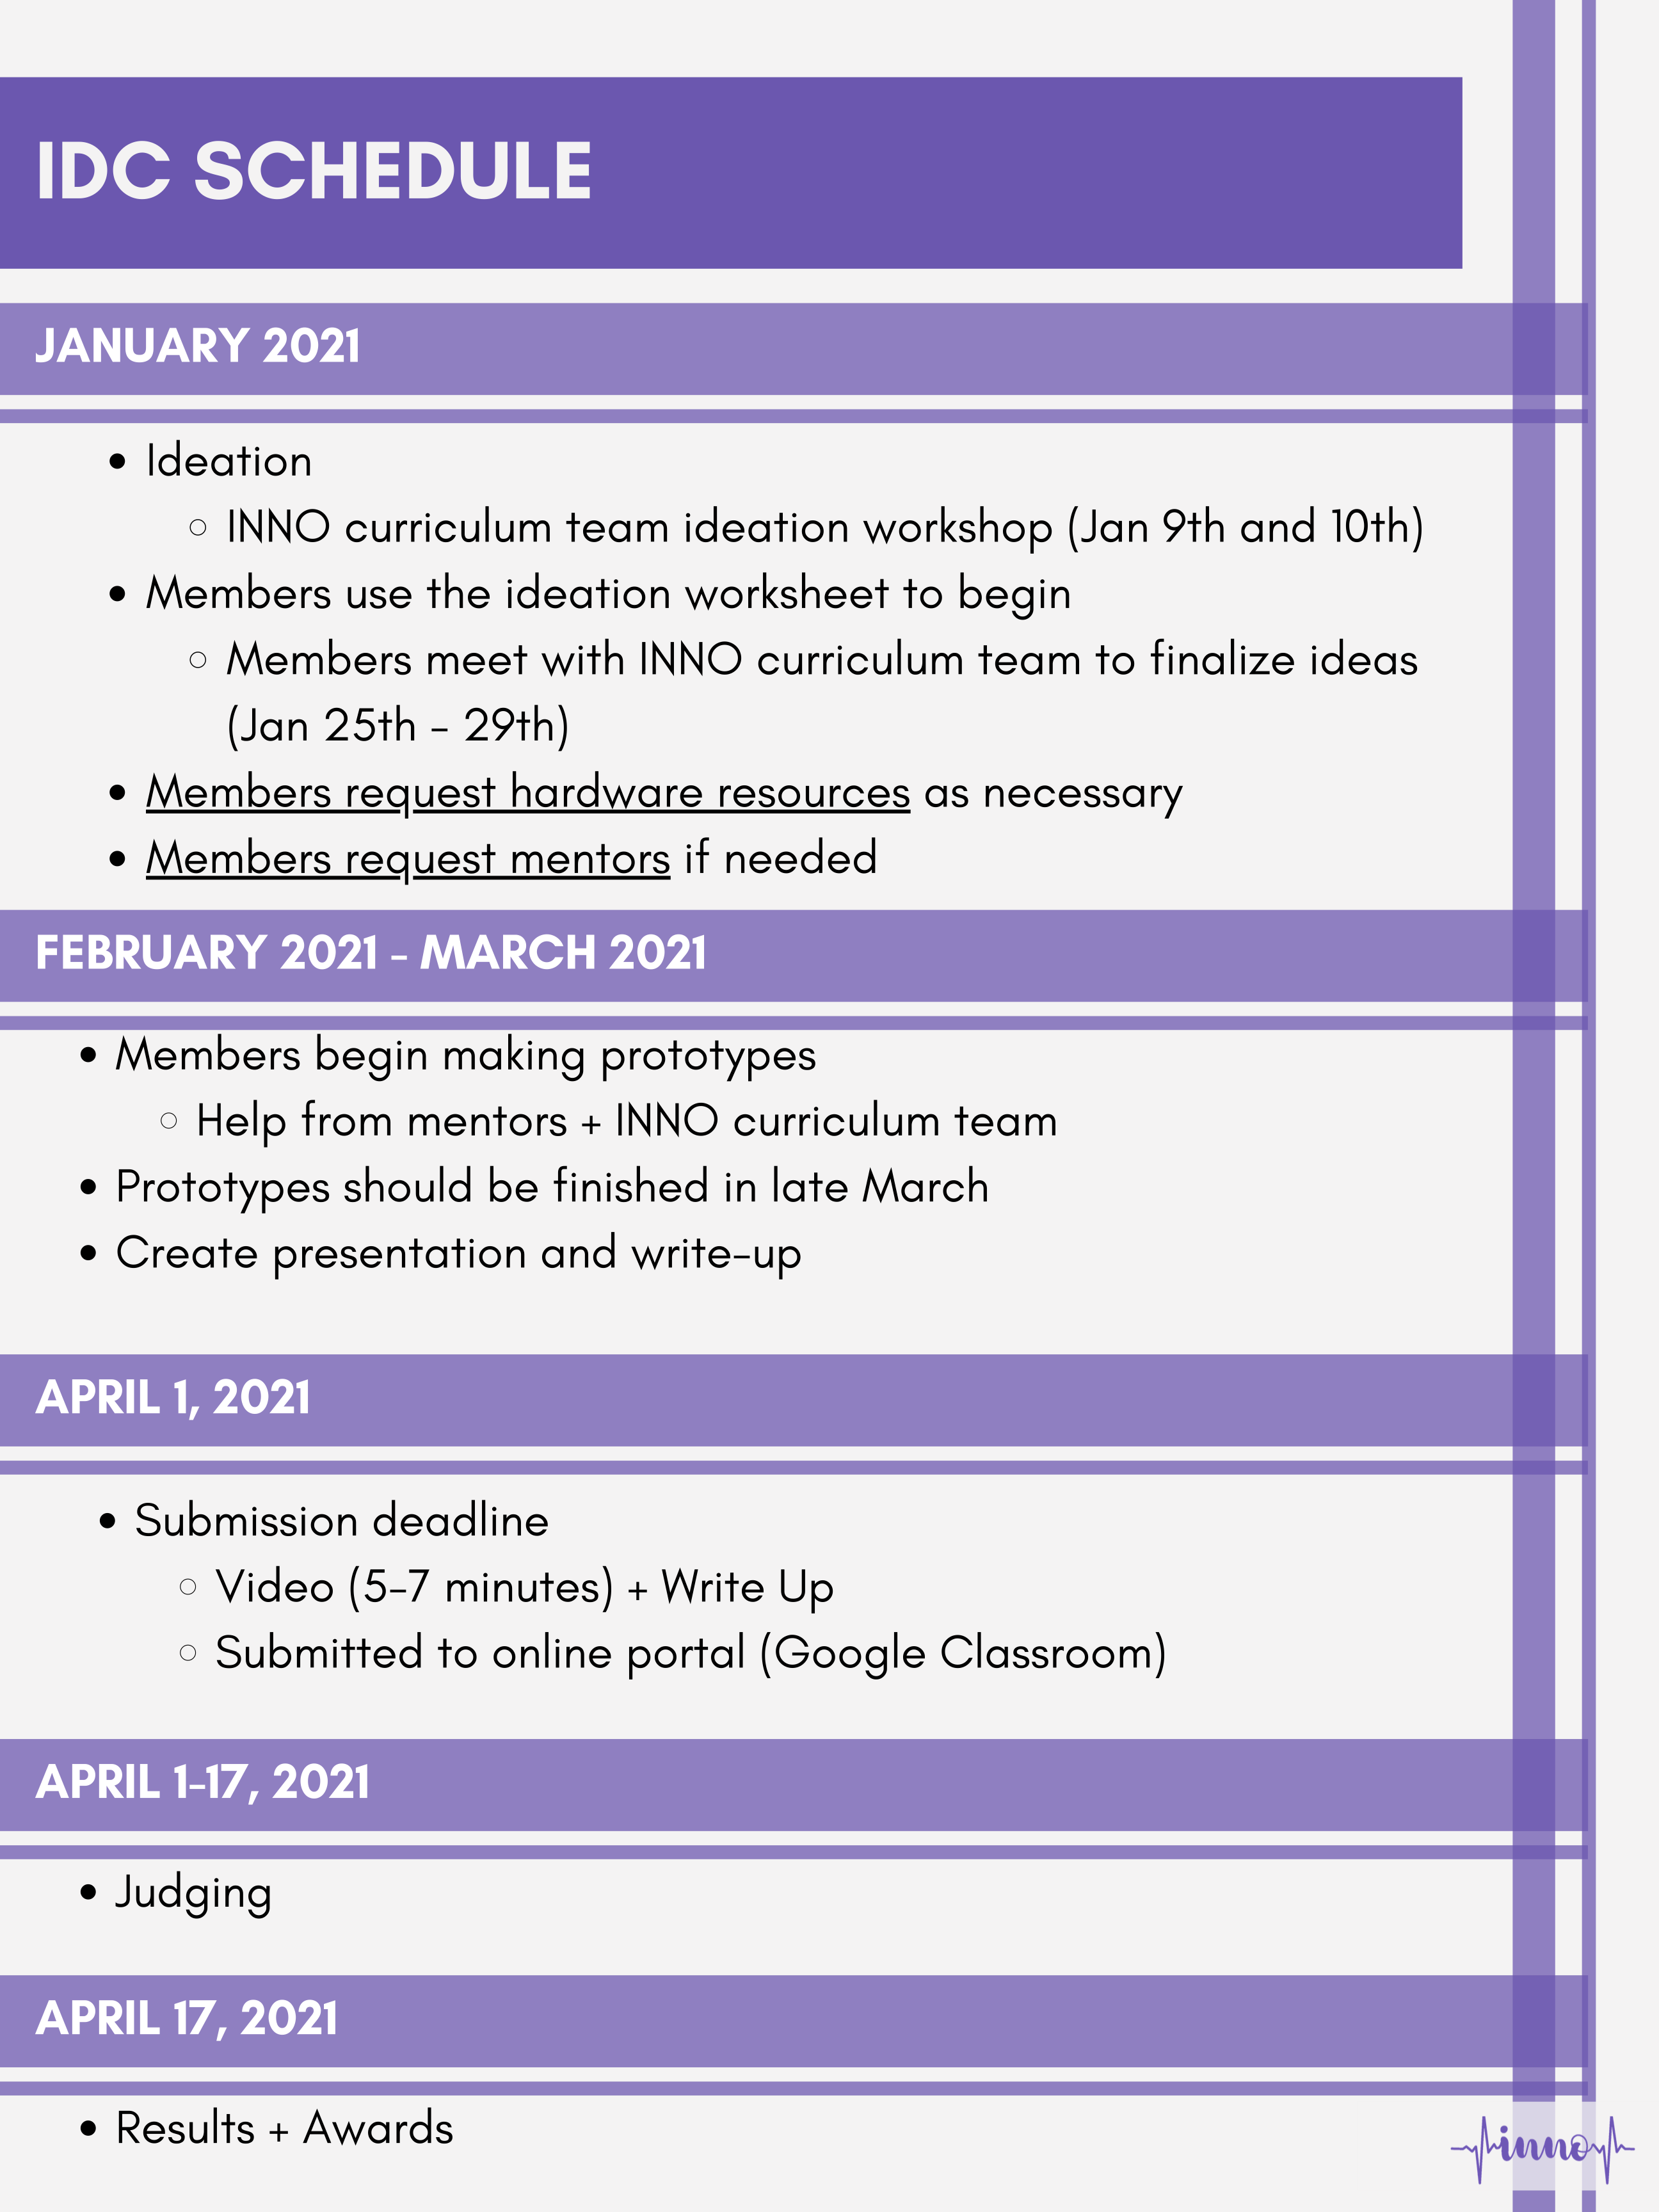 IDC SCHEDULE
JANUARY 2021
• Ideation
○ INNO curriculum team ideation workshop (Jan 9th and 10th)
• Members use the ideation worksheet to begin
○ Members meet with INNO curriculum team to finalize ideas
(Jan 25th - 29th)
• Members request hardware resources as necessary
• Members request mentors if needed
FEBRUARY 2021 - MARCH 2021
• Members begin making prototypes
○ Help from mentors + INNO curriculum team
• Prototypes should be finished in late March
• Create presentation and write-up
APRIL 1, 2021
• Submission deadline
○ Video (5-7 minutes) + Write Up
○ Submitted to online portal (Google Classroom)
APRIL 1-17, 2021
• Judging
APRIL 17, 2021
• Results + Awards
inno